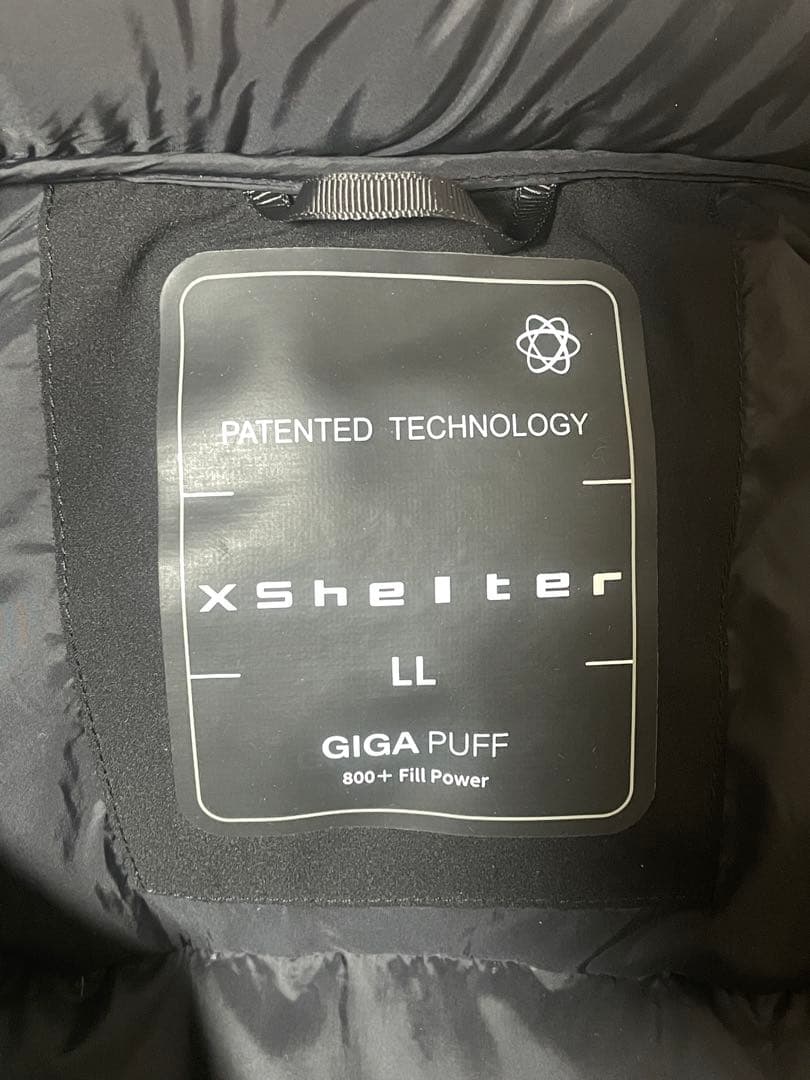 PATENTED TECHNOLOGY
XShelter
LL
GIGA PUFF
800+ Fill Power